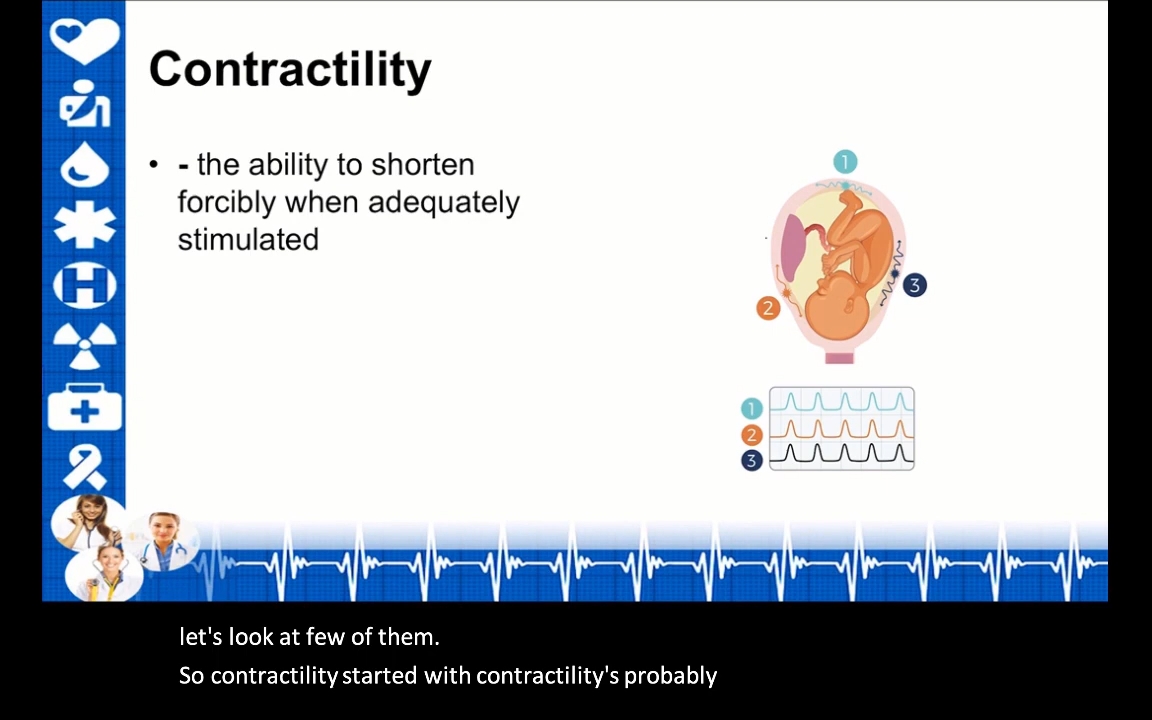 Contractility
• - the ability to shorten
forcibly when adequately
stimulated
1
2
3
1
2
3
let's look at few of them.
So contractility started with contractility's probably